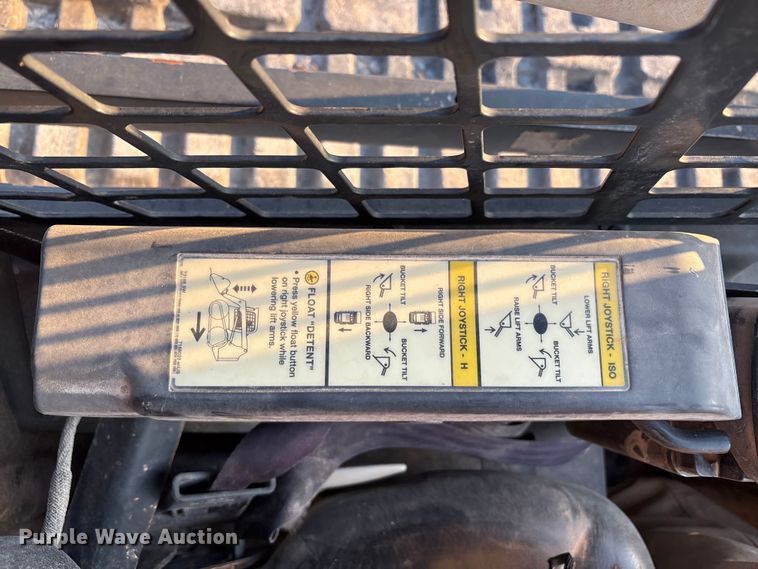 RIGHT JOYSTICK - ISO
LOWER LIFT ARMS
BUCKET TILT
BUCKET TILT
RAISE LIFT ARMS
RIGHT JOYSTICK - H
RIGHT SIDE FORWARD
BUCKET TILT
BUCKET TILT
RIGHT SIDE BACKWARD
FLOAT "DETENT"
• Press yellow float button
on right joystick while
lowering lift arms.
Purple Wave Auction